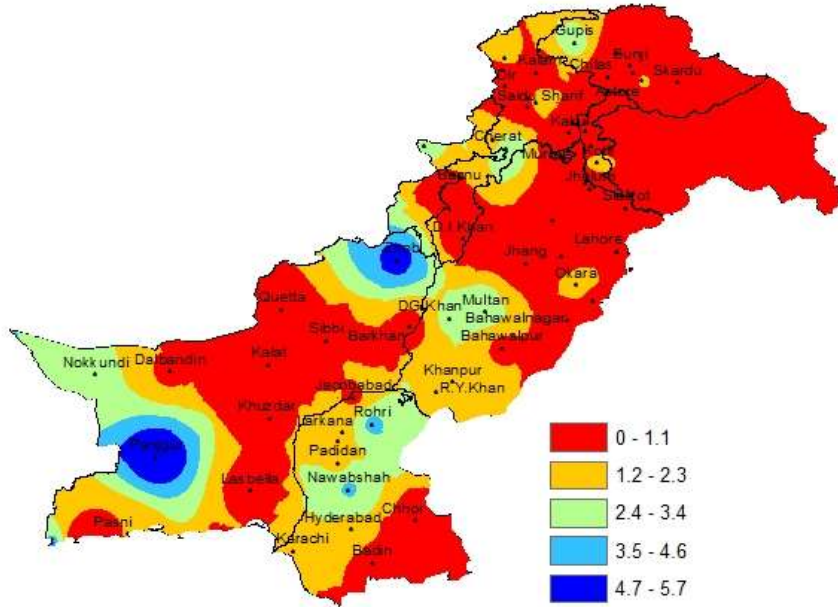 Gupis
Kalam
Chilas
Bunji
Dir
Skardu
Astore
Saidu Sharif
Kakul
Cherat
Murree
Kotli
Bannu
Jhelum
Sialkot
D.I.Khan
Zhob
Jhang
Lahore
Okara
Quetta
DG Khan
Multan
Bahawalnagar
Sibbi
Barkhan
Bahawalpur
Nokkundi
Dalbandin
Kalat
Khanpur
Jacobabad
R.Y.Khan
Khuzdar
Larkana
Rohri
Panjgur
Padidan
0 - 1.1
Lasbella
Nawabshah
1.2 - 2.3
Pasni
Hyderabad
Chhor
2.4 - 3.4
Karachi
Badin
3.5 - 4.6
4.7 - 5.7